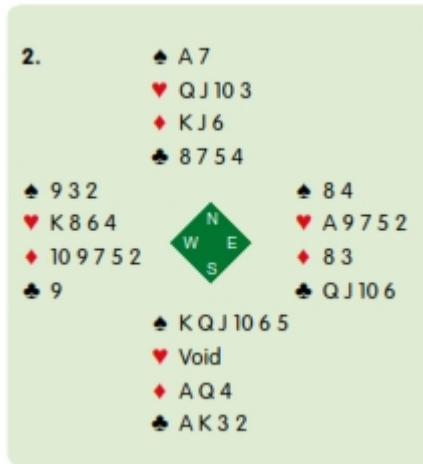 2.
♠ A 7
♥ Q J 10 3
♦ K J 6
♣ 8 7 5 4
♠ 9 3 2
♥ K 8 6 4
♦ 10 9 7 5 2
♣ 9
N
W E
S
♠ 8 4
♥ A 9 7 5 2
♦ 8 3
♣ Q J 10 6
♠ K Q J 10 6 5
♥ Void
♦ A Q 4
♣ A K 3 2